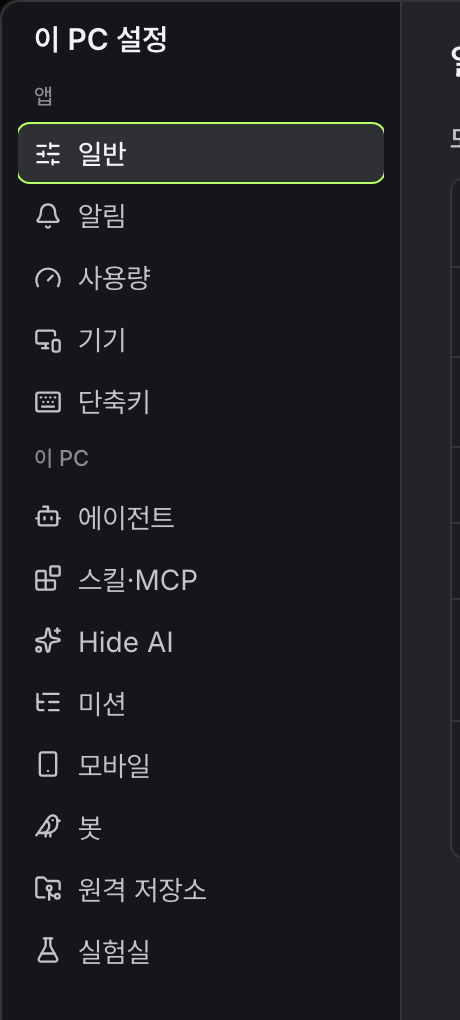 이 PC 설정
앱
일반
알림
사용량
기기
단축키
이 PC
에이전트
스킬·MCP
Hide AI
미션
모바일
봇
원격 저장소
실험실